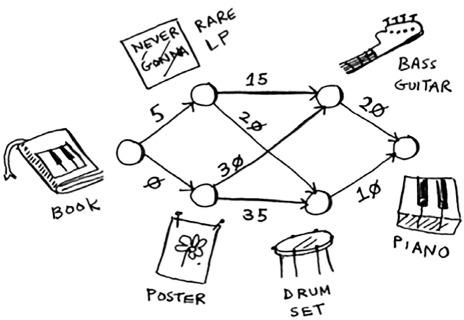 NEVER
GONNA
RARE
LP
BASS
GUITAR
5
15
20
20
BOOK
0
30
35
10
PIANO
POSTER
DRUM
SET